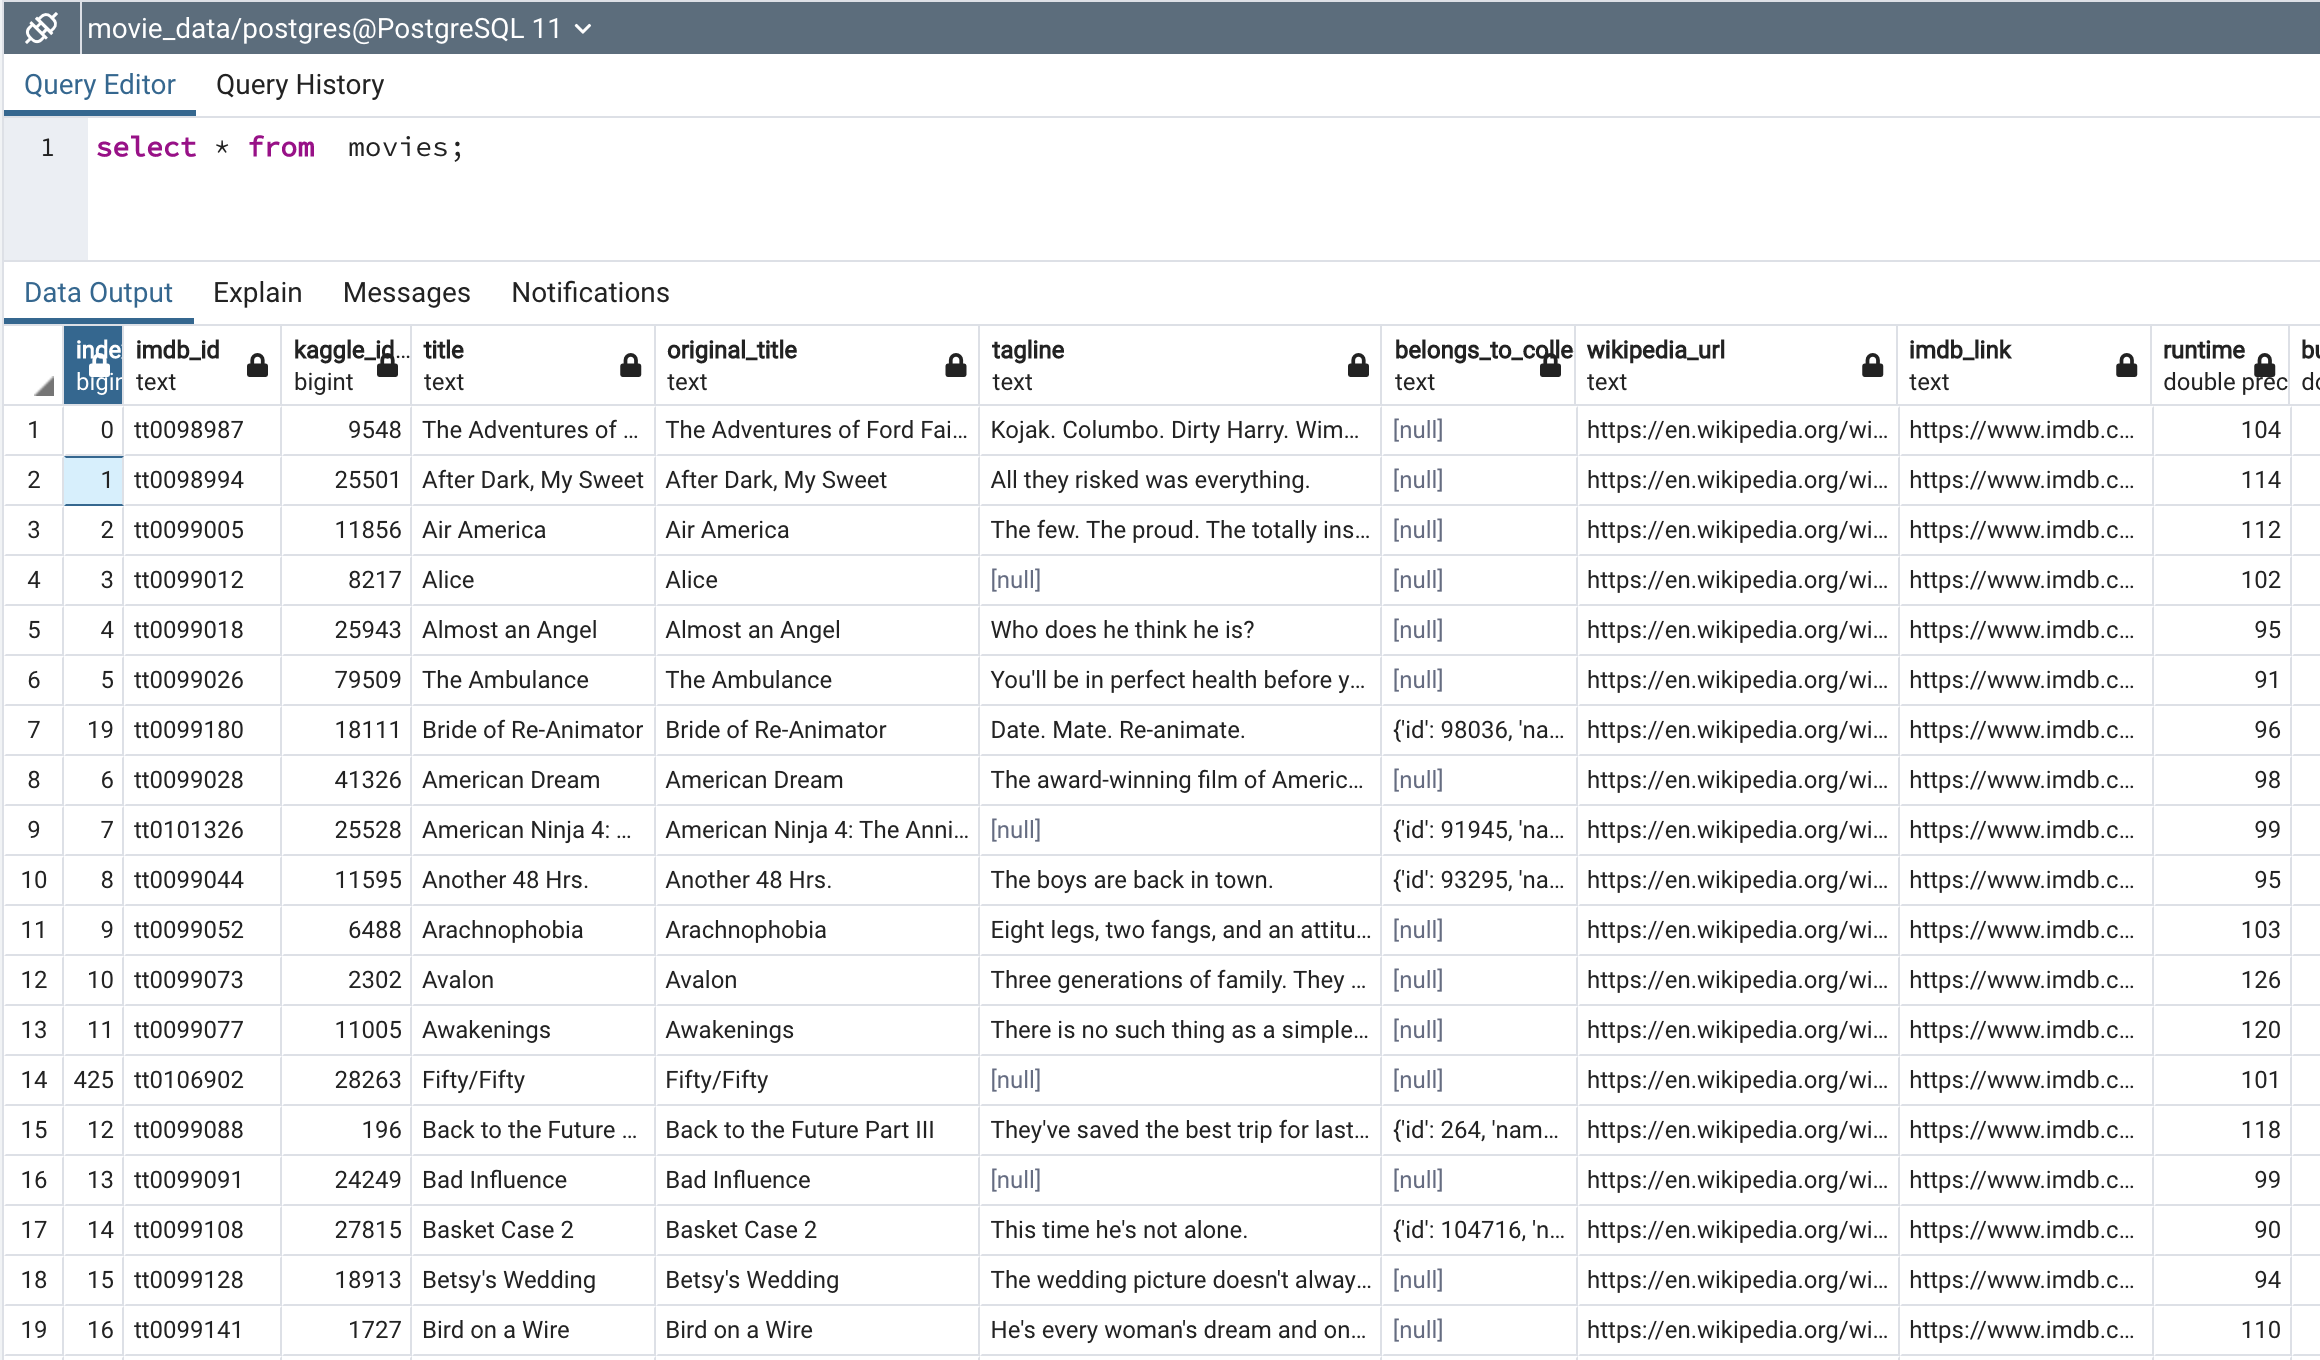 movie_data/postgres@PostgreSQL 11
Query Editor Query History
1 select * from movies;
Data Output Explain Messages Notifications
imdb_id kaggle_id... title original_title tagline belongs_to_colle wikipedia_url imdb_link runtime
text bigint text text text text text text double prec
1 0 tt0098987 9548 The Adventures of ... The Adventures of Ford Fai... Kojak. Columbo. Dirty Harry. Wim... [null] https://en.wikipedia.org/wi... https://www.imdb.c... 104
2 1 tt0098994 25501 After Dark, My Sweet After Dark, My Sweet All they risked was everything. [null] https://en.wikipedia.org/wi... https://www.imdb.c... 114
3 2 tt0099005 11856 Air America Air America The few. The proud. The totally ins... [null] https://en.wikipedia.org/wi... https://www.imdb.c... 112
4 3 tt0099012 8217 Alice Alice [null] [null] https://en.wikipedia.org/wi... https://www.imdb.c... 102
5 4 tt0099018 25943 Almost an Angel Almost an Angel Who does he think he is? [null] https://en.wikipedia.org/wi... https://www.imdb.c... 95
6 5 tt0099026 79509 The Ambulance The Ambulance You'll be in perfect health before y... [null] https://en.wikipedia.org/wi... https://www.imdb.c... 91
7 19 tt0099180 18111 Bride of Re-Animator Bride of Re-Animator Date. Mate. Re-animate. {'id': 98036, 'na... https://en.wikipedia.org/wi... https://www.imdb.c... 96
8 6 tt0099028 41326 American Dream American Dream The award-winning film of Americ... [null] https://en.wikipedia.org/wi... https://www.imdb.c... 98
9 7 tt0101326 25528 American Ninja 4: ... American Ninja 4: The Anni... [null] {'id': 91945, 'na... https://en.wikipedia.org/wi... https://www.imdb.c... 99
10 8 tt0099044 11595 Another 48 Hrs. Another 48 Hrs. The boys are back in town. {'id': 93295, 'na... https://en.wikipedia.org/wi... https://www.imdb.c... 95
11 9 tt0099052 6488 Arachnophobia Arachnophobia Eight legs, two fangs, and an attitu... [null] https://en.wikipedia.org/wi... https://www.imdb.c... 103
12 10 tt0099073 2302 Avalon Avalon Three generations of family. They ... [null] https://en.wikipedia.org/wi... https://www.imdb.c... 126
13 11 tt0099077 11005 Awakenings Awakenings There is no such thing as a simple... [null] https://en.wikipedia.org/wi... https://www.imdb.c... 120
14 425 tt0106902 28263 Fifty/Fifty Fifty/Fifty [null] [null] https://en.wikipedia.org/wi... https://www.imdb.c... 101
15 12 tt0099088 196 Back to the Future ... Back to the Future Part III They've saved the best trip for last... {'id': 264, 'nam... https://en.wikipedia.org/wi... https://www.imdb.c... 118
16 13 tt0099091 24249 Bad Influence Bad Influence [null] [null] https://en.wikipedia.org/wi... https://www.imdb.c... 99
17 14 tt0099108 27815 Basket Case 2 Basket Case 2 This time he's not alone. {'id': 104716, 'n... https://en.wikipedia.org/wi... https://www.imdb.c... 90
18 15 tt0099128 18913 Betsy's Wedding Betsy's Wedding The wedding picture doesn't alway... [null] https://en.wikipedia.org/wi... https://www.imdb.c... 94
19 16 tt0099141 1727 Bird on a Wire Bird on a Wire He's every woman's dream and on... [null] https://en.wikipedia.org/wi... https://www.imdb.c... 110